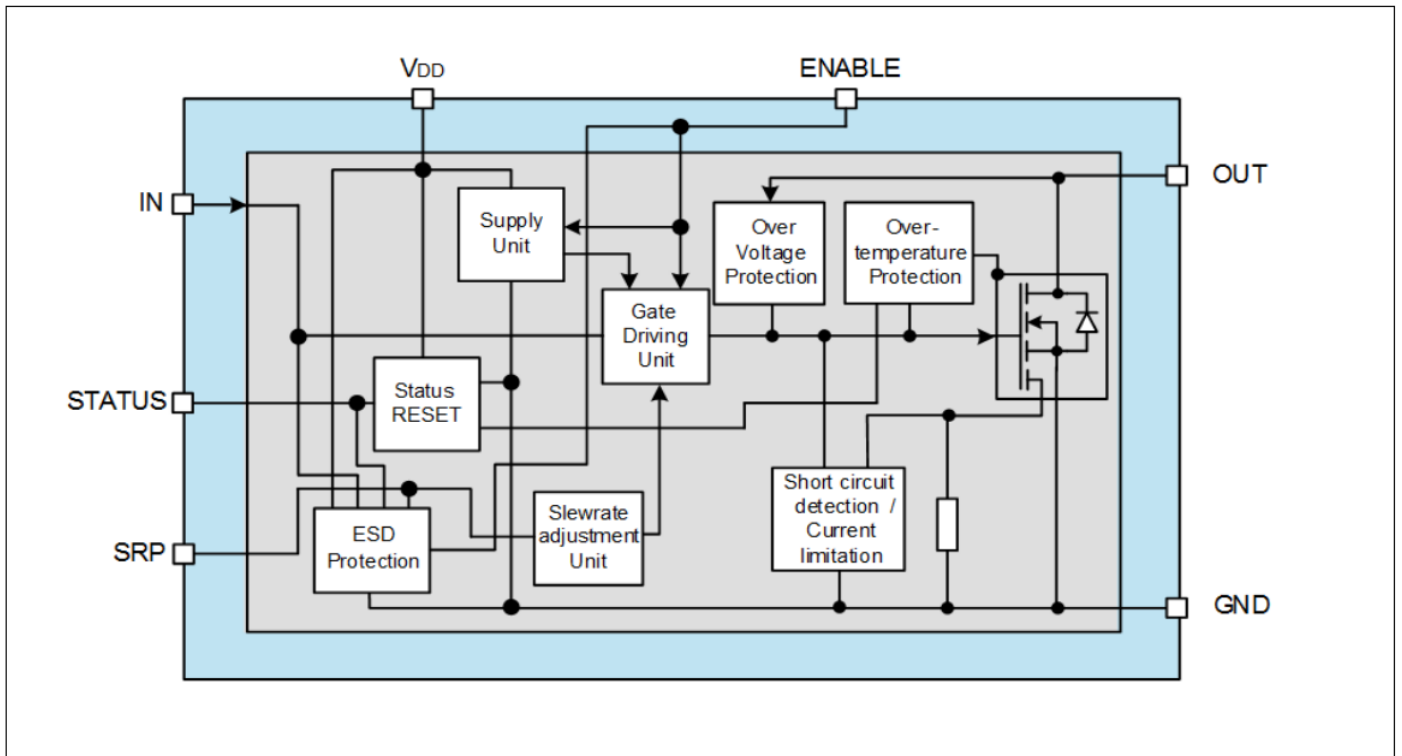 VDD
ENABLE
IN
OUT
Supply
Unit
Over
Voltage
Protection
Over-
temperature
Protection
Gate
Driving
Unit
STATUS
Status
RESET
Short circuit
detection /
Current
limitation
Slewrate
adjustment
Unit
ESD
Protection
SRP
GND